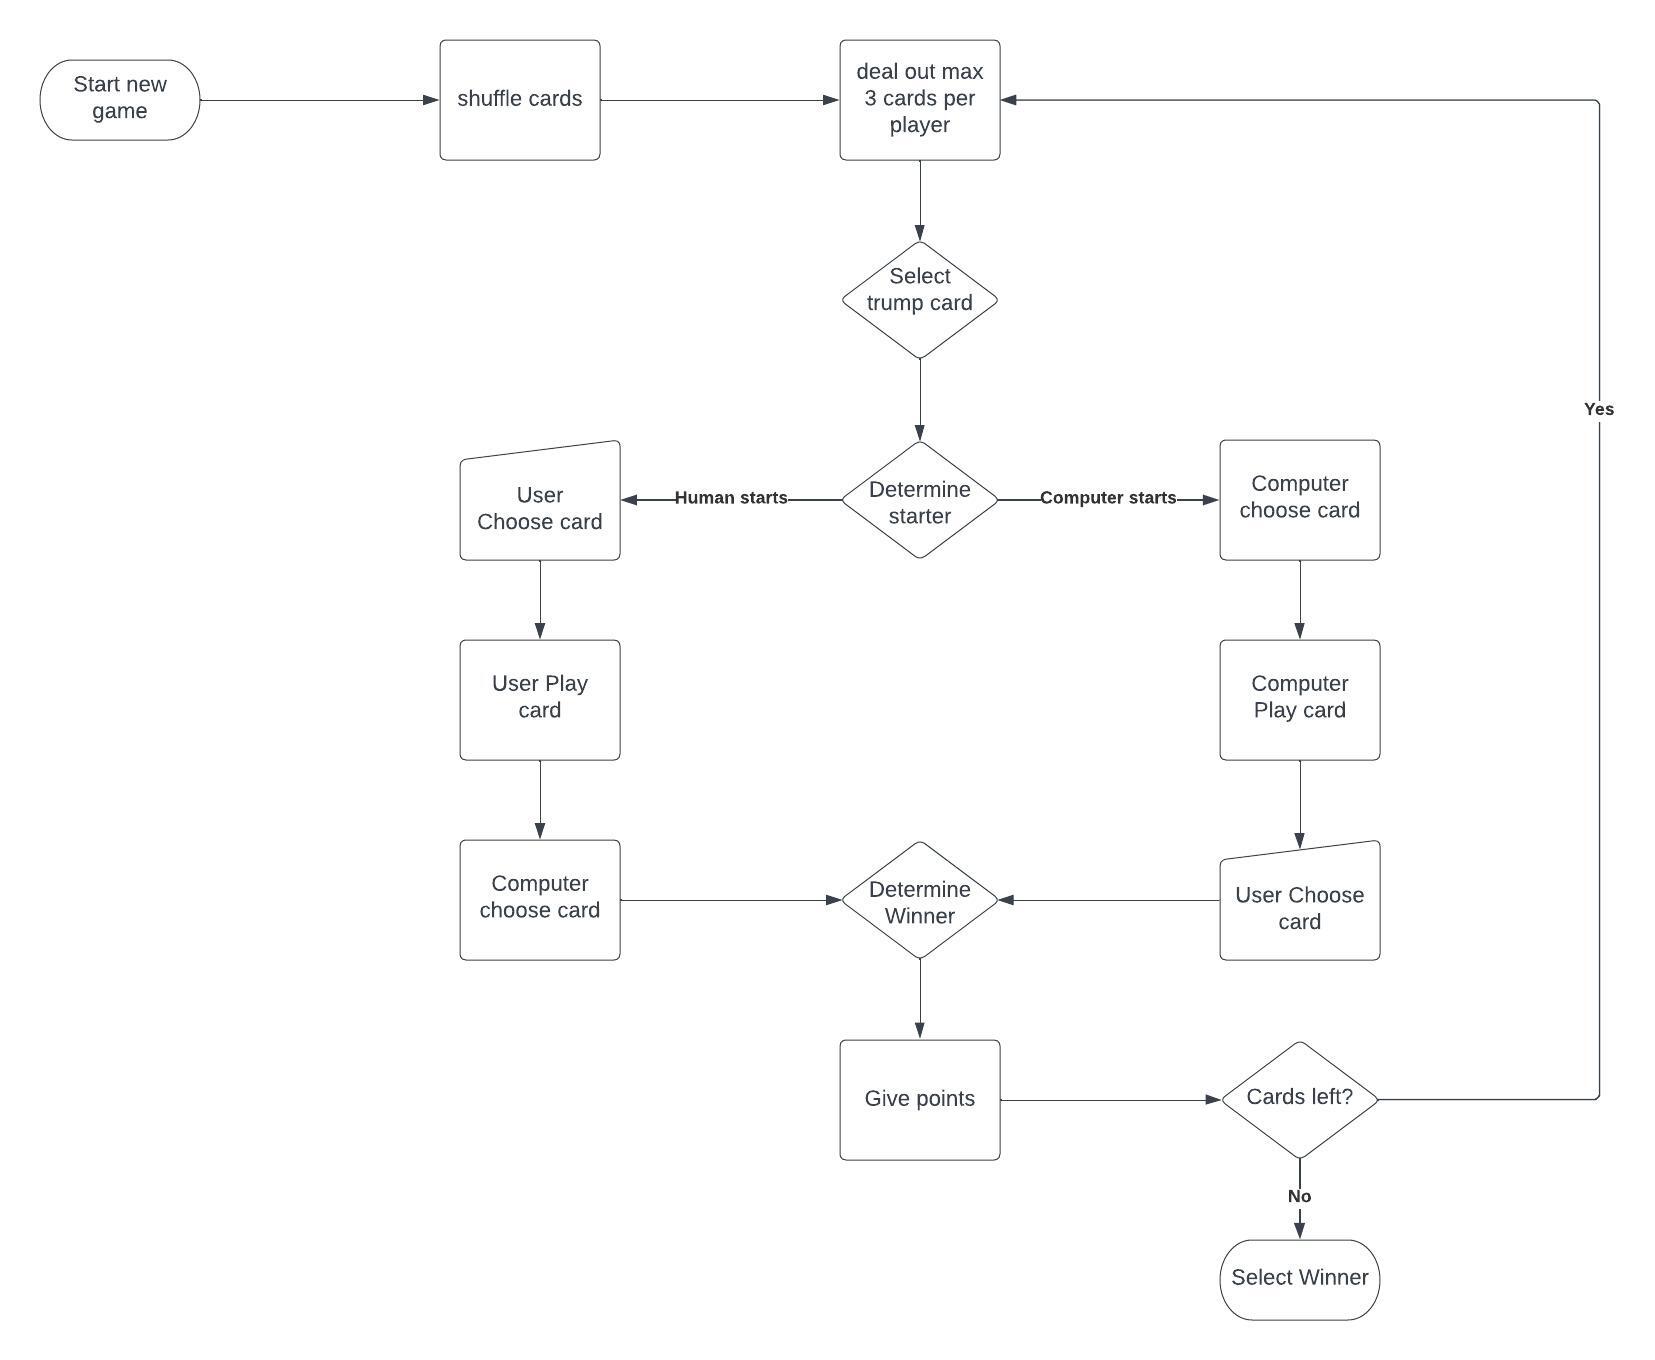 Start new
game
shuffle cards
deal out max
3 cards per
player
Select
trump card
Yes
User
Choose card
Human starts
Determine
starter
Computer starts
Computer
choose card
User Play
card
Computer
Play card
Computer
choose card
Determine
Winner
User Choose
card
Give points
Cards left?
No
Select Winner